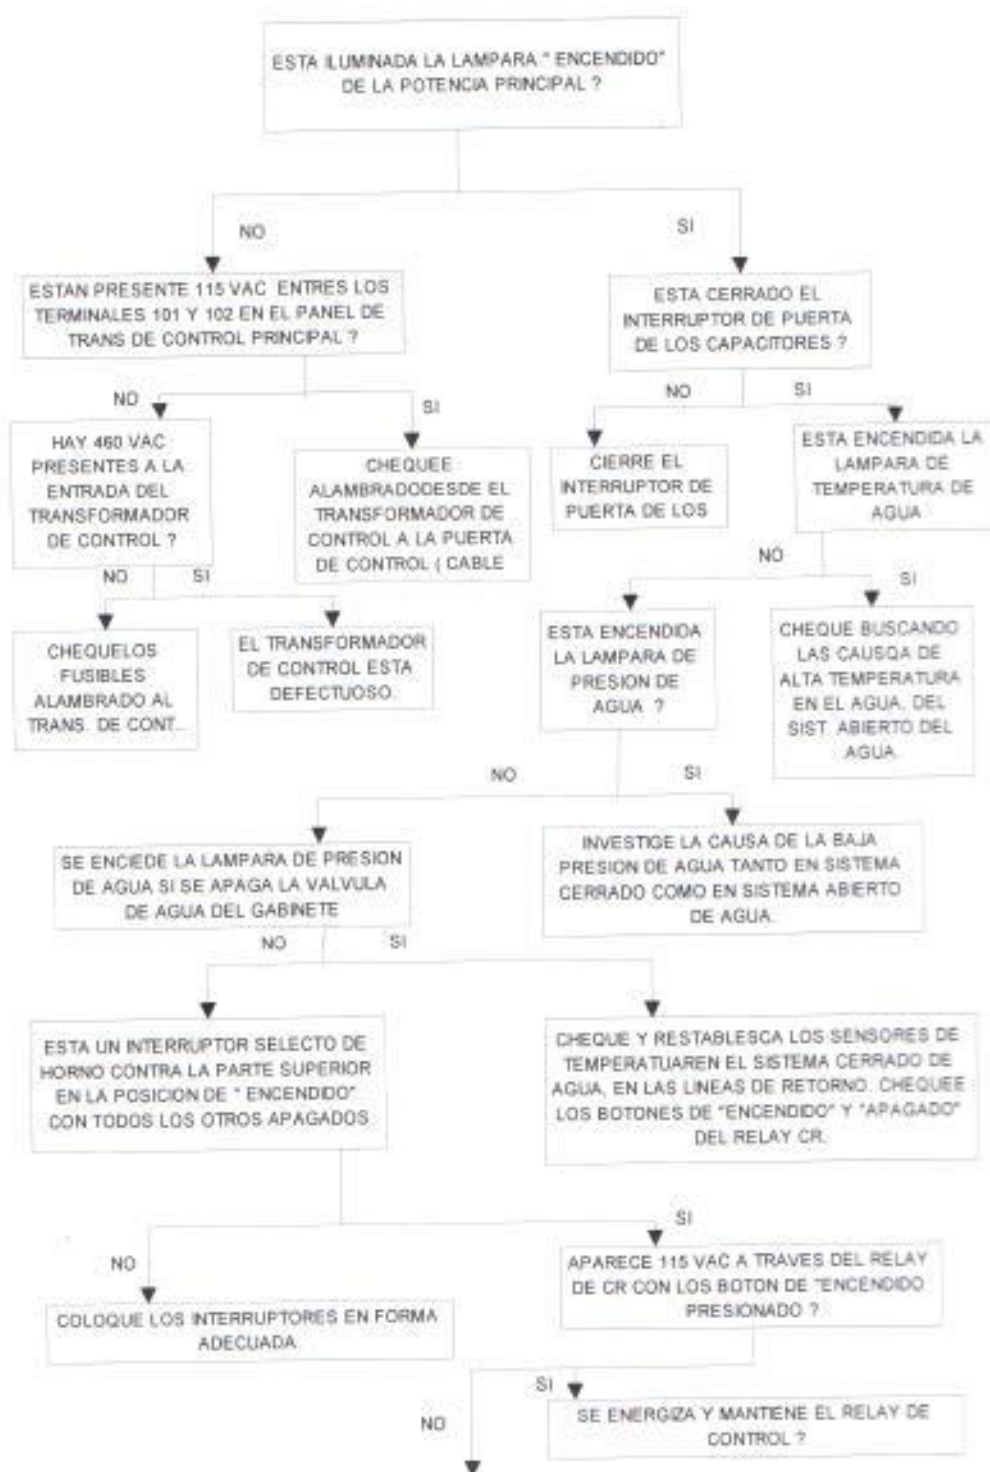 ESTA ILUMINADA LA LAMPARA " ENCENDIDO"
DE LA POTENCIA PRINCIPAL ?
NO
SI
ESTAN PRESENTE 115 VAC ENTRES LOS
TERMINALES 101 Y 102 EN EL PANEL DE
TRANS DE CONTROL PRINCIPAL ?
ESTA CERRADO EL
INTERRUPTOR DE PUERTA
DE LOS CAPACITORES ?
NO
SI
NO
SI
HAY 460 VAC
PRESENTES A LA
ENTRADA DEL
TRANSFORMADOR
DE CONTROL ?
CHEQUEE
ALAMBRADODESDE EL
TRANSFORMADOR DE
CONTROL A LA PUERTA
DE CONTROL ( CABLE
CIERRE EL
INTERRUPTOR DE
PUERTA DE LOS
ESTA ENCENDIDA LA
LAMPARA DE
TEMPERATURA DE
AGUA
NO
SI
NO
SI
CHEQUELOS
FUSIBLES
ALAMBRADO AL
TRANS. DE CONT..
EL TRANSFORMADOR
DE CONTROL ESTA
DEFECTUOSO.
ESTA ENCENDIDA
LA LAMPARA DE
PRESION DE
AGUA ?
CHEQUE BUSCANDO
LAS CAUSQA DE
ALTA TEMPERATURA
EN EL AGUA, DEL
SIST. ABIERTO DEL
AGUA.
NO
SI
SE ENCIEDE LA LAMPARA DE PRESION
DE AGUA SI SE APAGA LA VALVULA
DE AGUA DEL GABINETE
INVESTIGE LA CAUSA DE LA BAJA
PRESION DE AGUA TANTO EN SISTEMA
CERRADO COMO EN SISTEMA ABIERTO
DE AGUA.
NO
SI
ESTA UN INTERRUPTOR SELECTO DE
HORNO CONTRA LA PARTE SUPERIOR
EN LA POSICION DE " ENCENDIDO"
CON TODOS LOS OTROS APAGADOS
CHEQUE Y RESTABLESCA LOS SENSORES DE
TEMPERATUAREN EL SISTEMA CERRADO DE
AGUA, EN LAS LINEAS DE RETORNO. CHEQUEE
LOS BOTONES DE "ENCENDIDO" Y "APAGADO"
DEL RELAY CR.
NO
SI
COLOQUE LOS INTERRUPTORES EN FORMA
ADECUADA.
APARECE 115 VAC A TRAVES DEL RELAY
DE CR CON LOS BOTON DE "ENCENDIDO
PRESIONADO ?
NO
SI
SE ENERGIZA Y MANTIENE EL RELAY DE
CONTROL ?